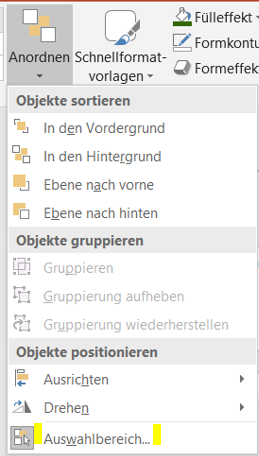 Anordnen
Schnellformat-
vorlagen
Fülleffekt
Formkontu
Formeffek
Objekte sortieren
In den Vordergrund
In den Hintergrund
Ebene nach vorne
Ebene nach hinten
Objekte gruppieren
Gruppieren
Gruppierung aufheben
Gruppierung wiederherstellen
Objekte positionieren
Ausrichten
Drehen
Auswahlbereich...